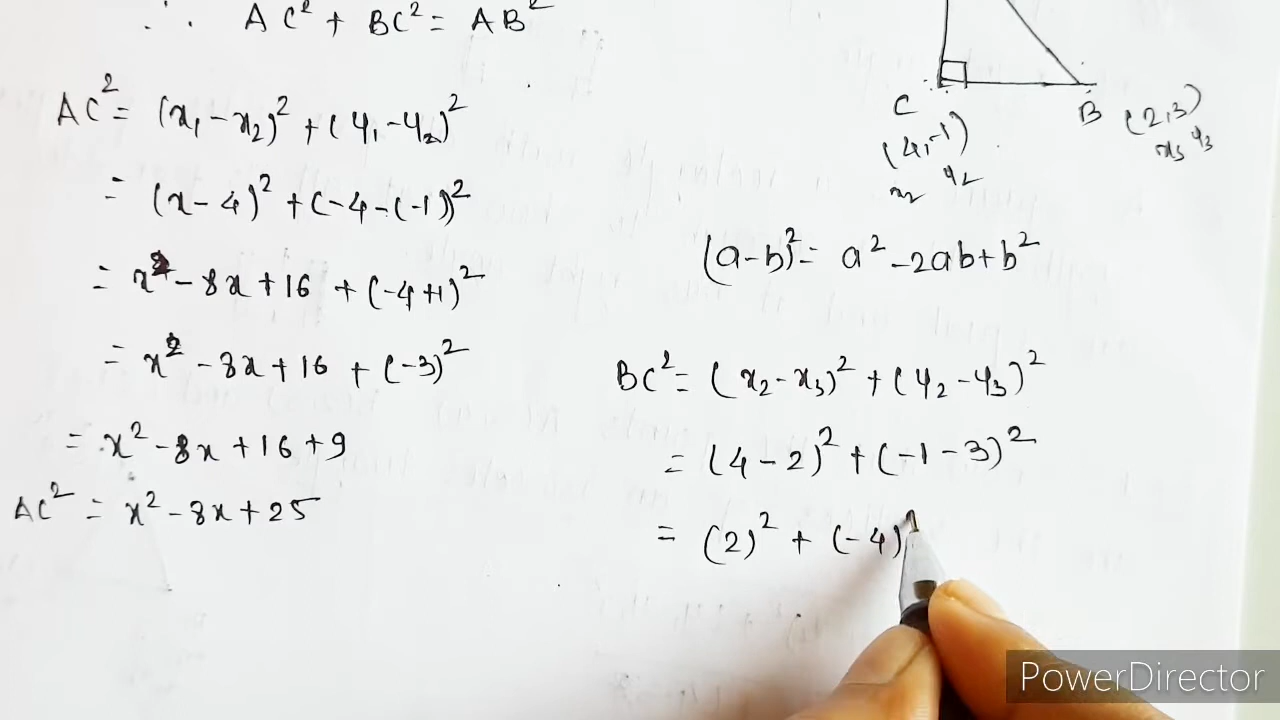 ∴ AC² + BC² = AB²
AC² = (x₁ - x₂)² + (y₁ - y₂)²
= (x - 4)² + (-4 - (-1)²
= x² - 8x + 16 + (-4+1)²
= x² - 8x + 16 + (-3)²
= x² - 8x + 16 + 9
AC² = x² - 8x + 25
C
(4,-1)
x₂ y₂
B (2,3)
x₃ y₃
(a-b)² = a² - 2ab + b²
BC² = (x₂ - x₃)² + (y₂ - y₃)²
= (4 - 2)² + (-1 - 3)²
= (2)² + (-4)
PowerDirector